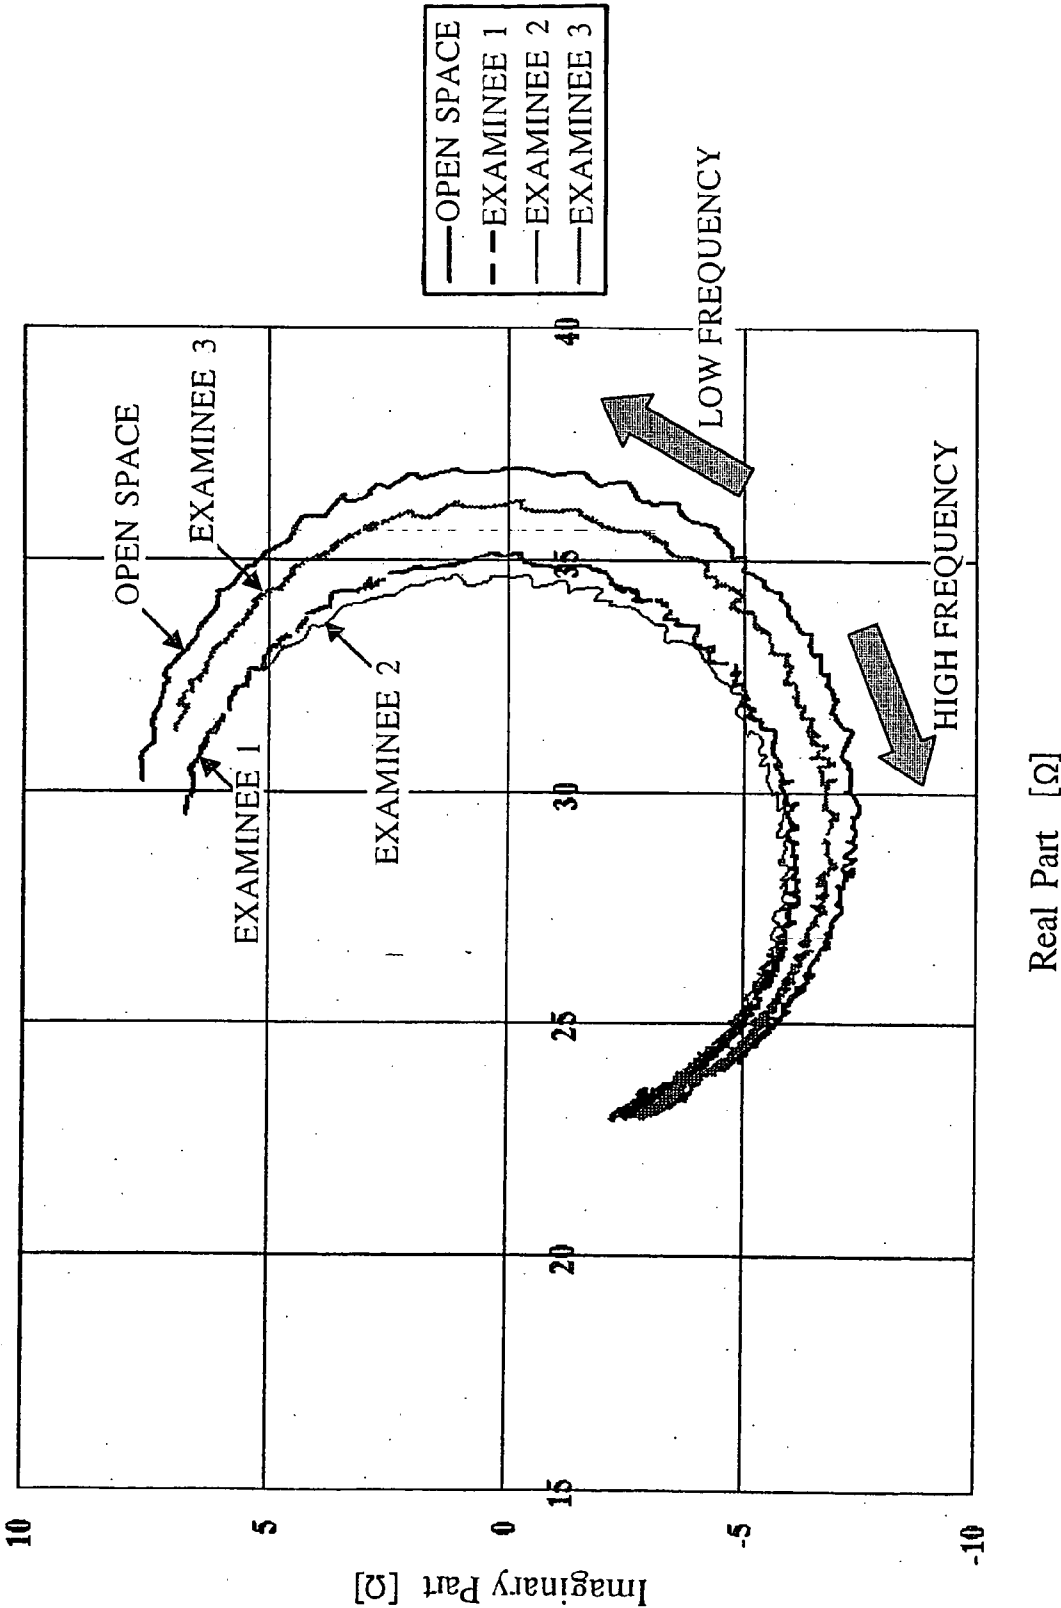 OPEN SPACE
EXAMINEE 1
EXAMINEE 2
EXAMINEE 3
OPEN SPACE
EXAMINEE 3
EXAMINEE 1
EXAMINEE 2
LOW FREQUENCY
HIGH FREQUENCY
10
5
0
-5
-10
15
20
25
30
35
40
Imaginary Part [Ω]
Real Part [Ω]